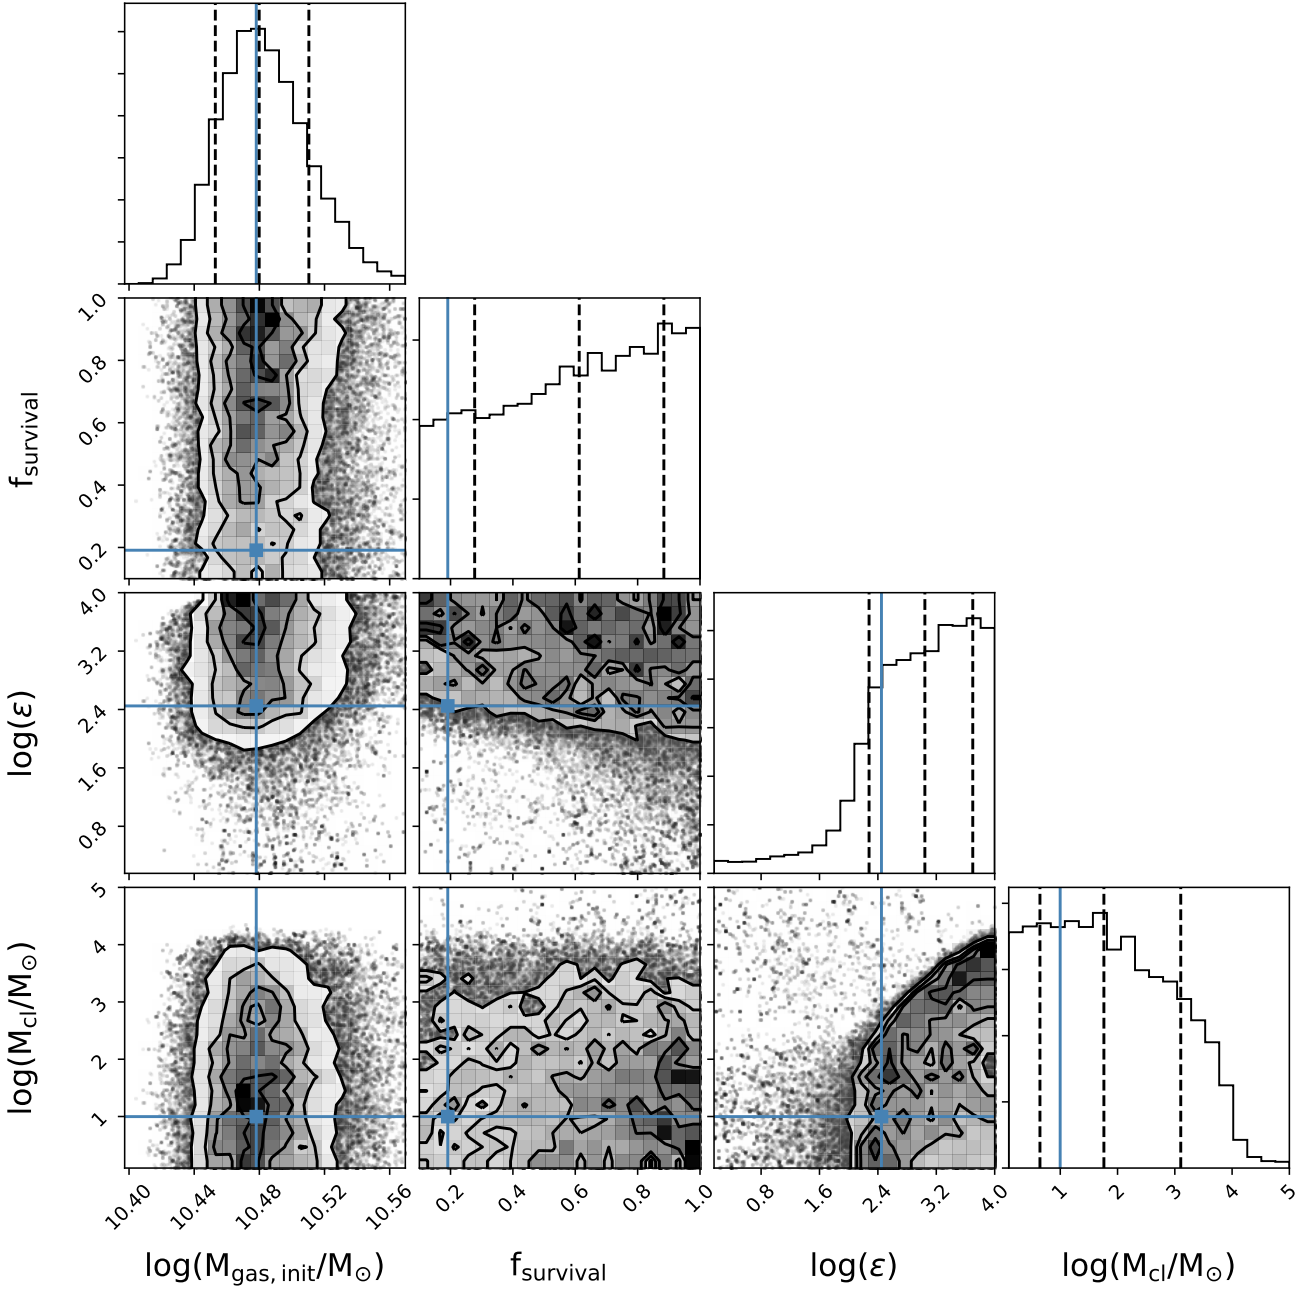 1.0
0.8
0.6
0.4
0.2
f_survival
4.0
3.2
2.4
1.6
0.8
log(ε)
5
4
3
2
1
log(M_cl/M_⊙)
10.40 10.44 10.48 10.52 10.56
0.2 0.4 0.6 0.8 1.0
0.8 1.6 2.4 3.2 4.0
1 2 3 4 5
log(M_gas, init/M_⊙)
f_survival
log(ε)
log(M_cl/M_⊙)